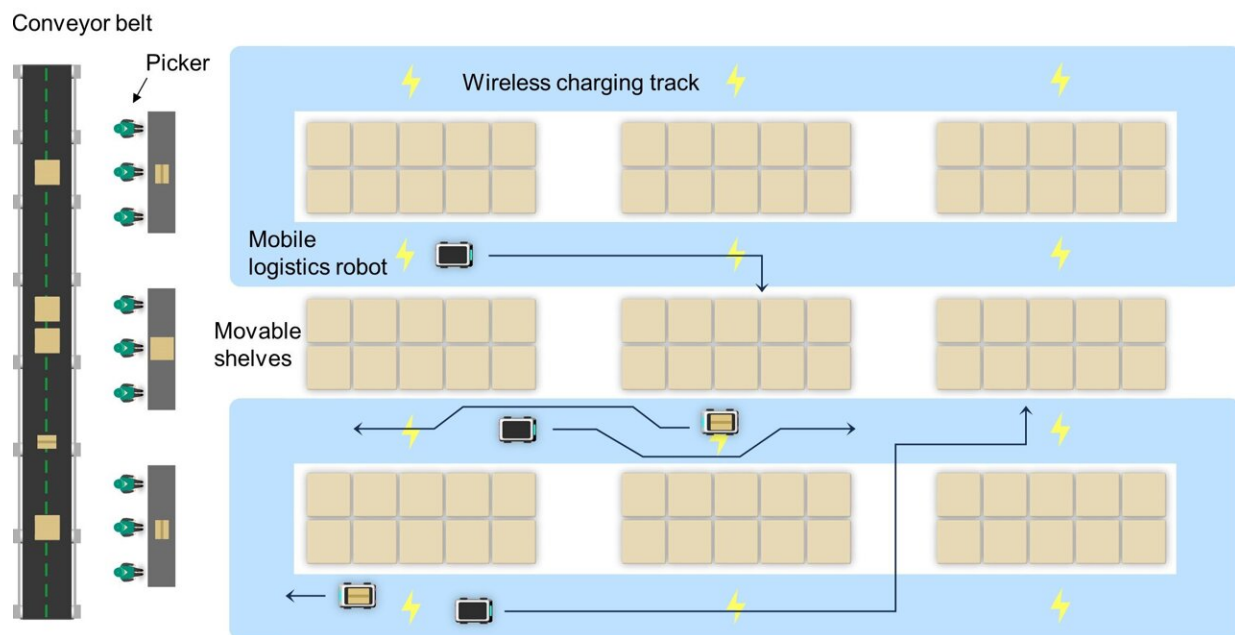 Conveyor belt
Picker
Wireless charging track
Mobile
logistics robot
Movable
shelves